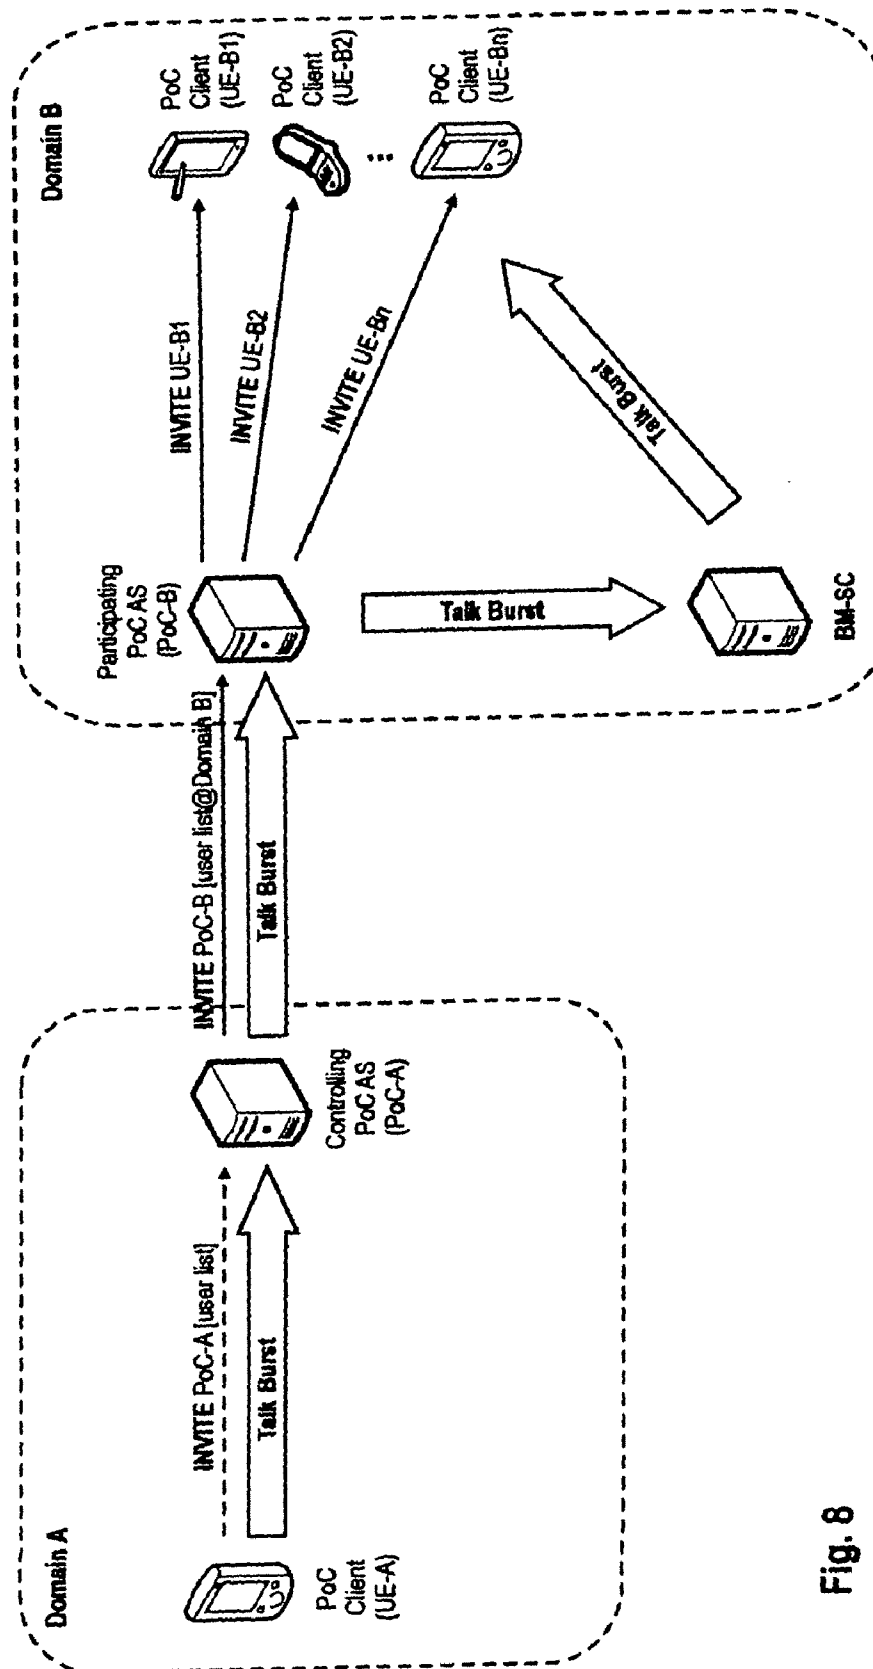 Domain A
PoC
Client
(UE-A)
INVITE PoC-A [user list]
Talk Burst
Controlling
PoC AS
(PoC-A)
INVITE PoC-B [user list@Domain B]
Talk Burst
Domain B
Participating
PoC AS
(PoC-B)
INVITE UE-B1
INVITE UE-B2
INVITE UE-Bn
PoC
Client
(UE-B1)
PoC
Client
(UE-B2)
...
PoC
Client
(UE-Bn)
Talk Burst
Talk Burst
BM-SC
Fig. 8